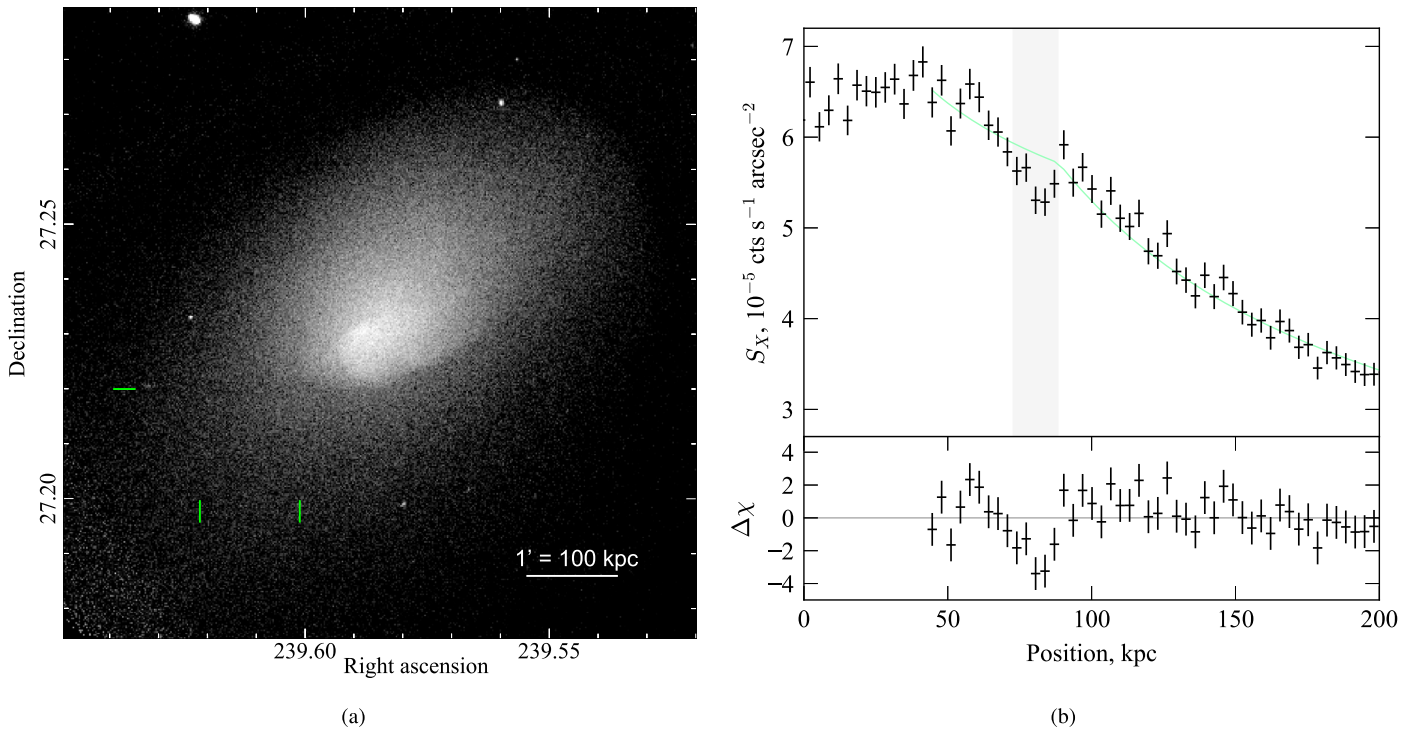 Declination
27.25
27.20
1' = 100 kpc
239.60
239.55
Right ascension
(a)
S_X, 10^−5 cts s^−1 arcsec^−2
7
6
5
4
3
Δχ
4
2
0
−2
−4
0
50
100
150
200
Position, kpc
(b)